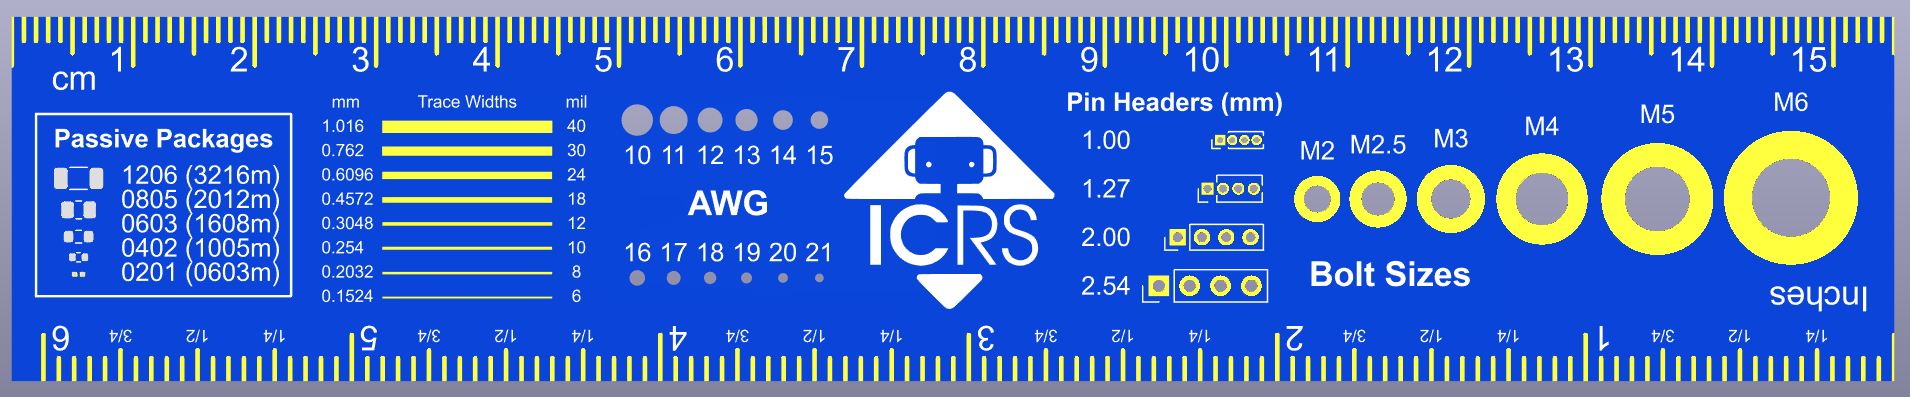 1 2 3 4 5 6 7 8 9 10 11 12 13 14 15
cm
Passive Packages
1206 (3216m)
0805 (2012m)
0603 (1608m)
0402 (1005m)
0201 (0603m)
mm Trace Widths mil
1.016 40
0.762 30
0.6096 24
0.4572 18
0.3048 12
0.254 10
0.2032 8
0.1524 6
10 11 12 13 14 15
AWG
16 17 18 19 20 21
ICRS
Pin Headers (mm)
1.00
1.27
2.00
2.54
M2 M2.5 M3 M4 M5 M6
Bolt Sizes
Inches
1/4 1/2 3/4 1 1/4 1/2 3/4 2 1/4 1/2 3/4 3 1/4 1/2 3/4 4 1/4 1/2 3/4 5 1/4 1/2 3/4 6